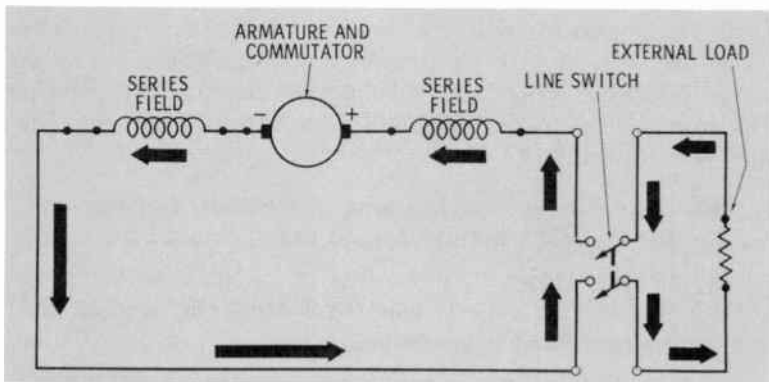 ARMATURE AND
COMMUTATOR
EXTERNAL LOAD
LINE SWITCH
SERIES
FIELD
SERIES
FIELD
− +